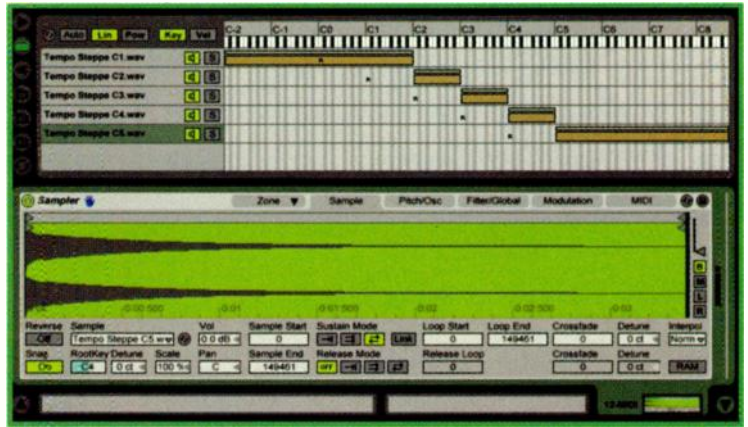 Auto Lin Pow Key Vel C-2 C-1 C0 C1 C2 C3 C4 C5 C6 C7 C8
Tempo Steppe C1.wav S
Tempo Steppe C2.wav S
Tempo Steppe C3.wav S
Tempo Steppe C4.wav S
Tempo Steppe C5.wav S
Sampler Zone Sample Pitch/Osc Filter/Global Modulation MIDI
0:00:500 0:01 0:01:500 0:02 0:02:500 0:03
Reverse Sample Vol Sample Start Sustain Mode Loop Start Loop End Crossfade Detune Interpol
Off Tempo Steppe C5.wav 0.0 dB 0 Link 0 149461 0 0 ct Norm
Snap RootKey Detune Scale Pan Sample End Release Mode Release Loop Crossfade Detune
On C4 0 ct 100 % C 149461 OFF 0 0 0 ct RAM
12-MIDI